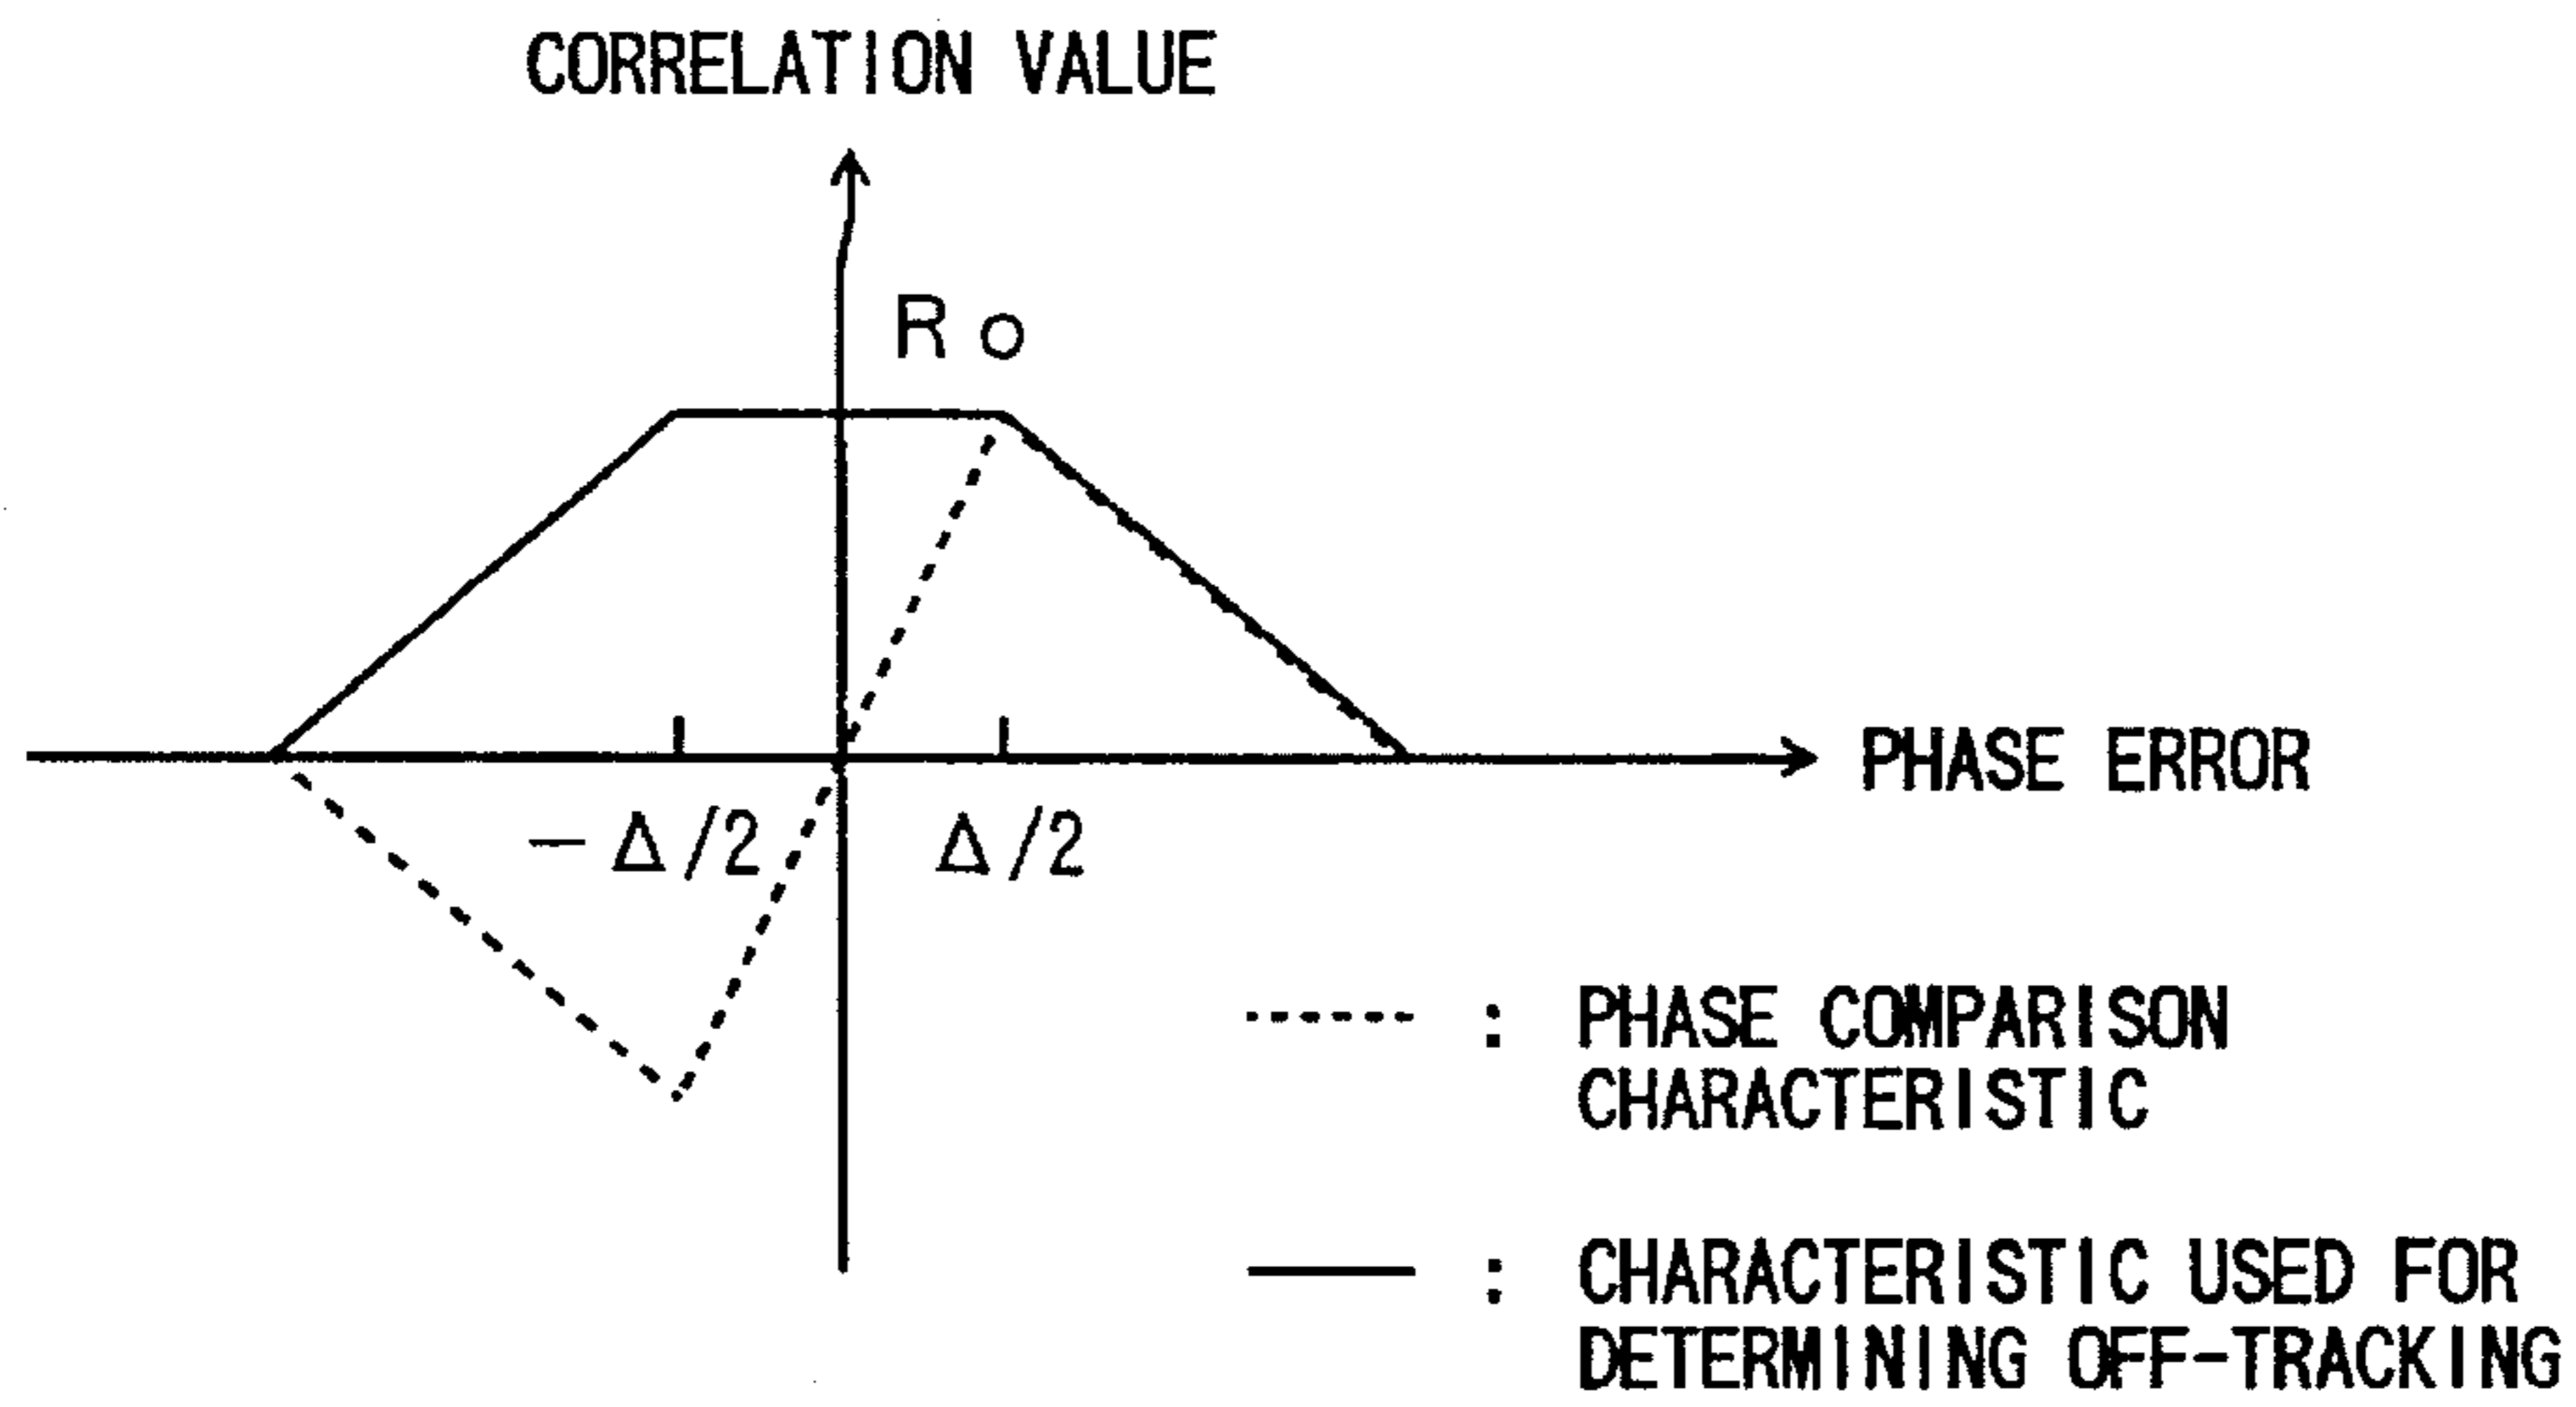 CORRELATION VALUE
Ro
PHASE ERROR
−Δ/2
Δ/2
: PHASE COMPARISON
CHARACTERISTIC
: CHARACTERISTIC USED FOR
DETERMINING OFF-TRACKING